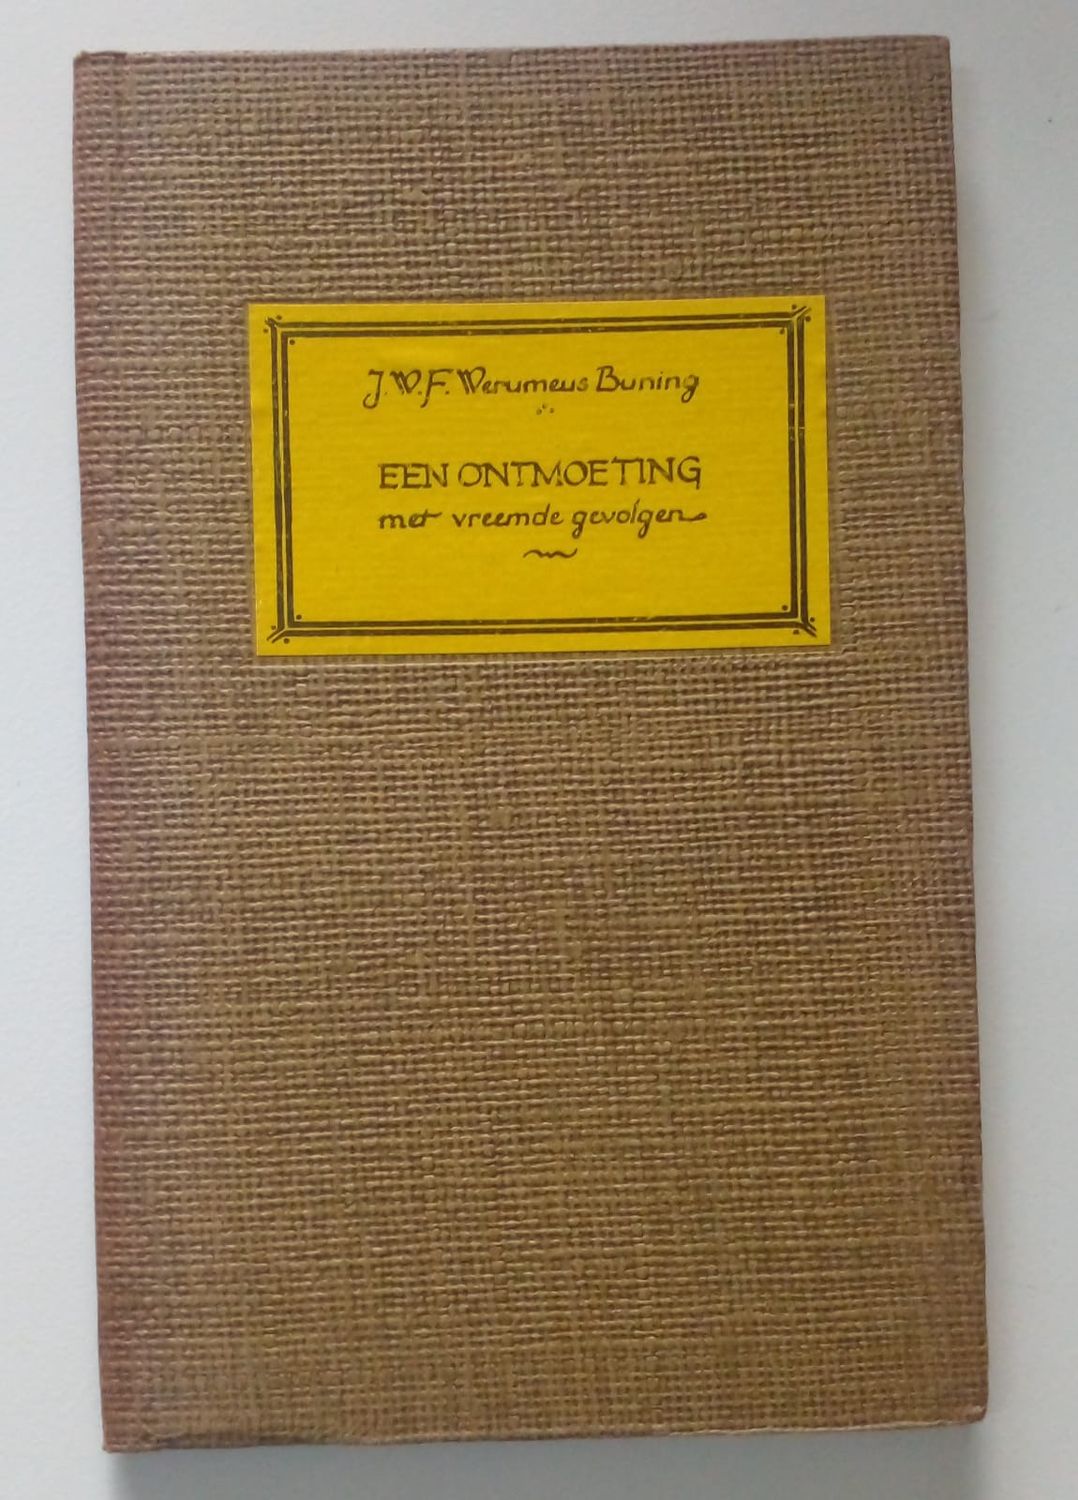 J.W.F. Werumeus Buning
EEN ONTMOETING
met vreemde gevolgen